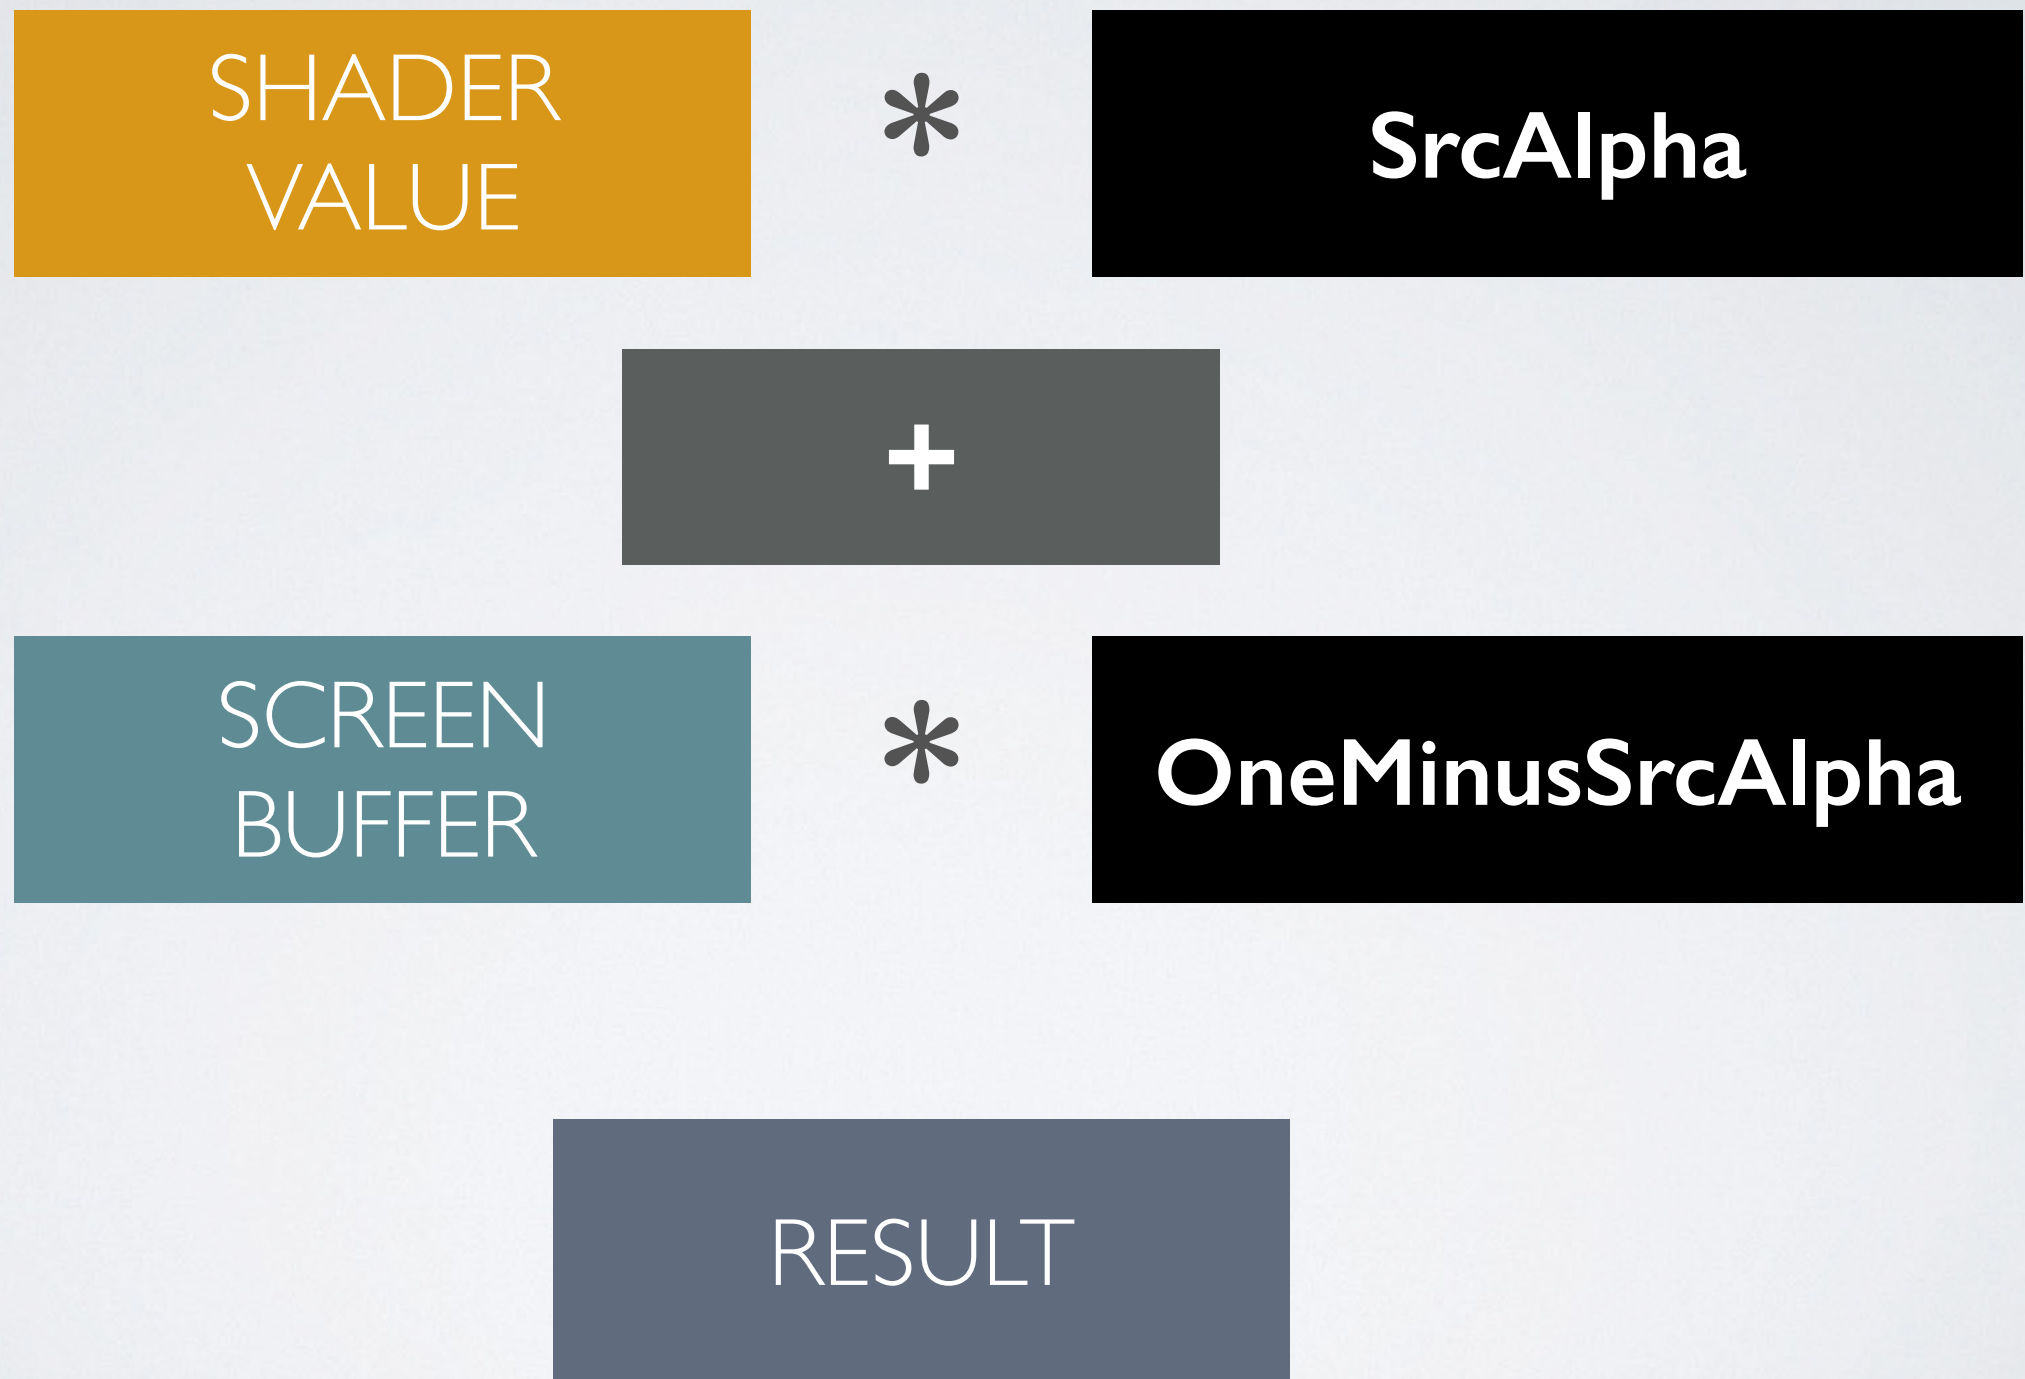 SHADER
VALUE
*
SrcAlpha
+
SCREEN
BUFFER
*
OneMinusSrcAlpha
RESULT